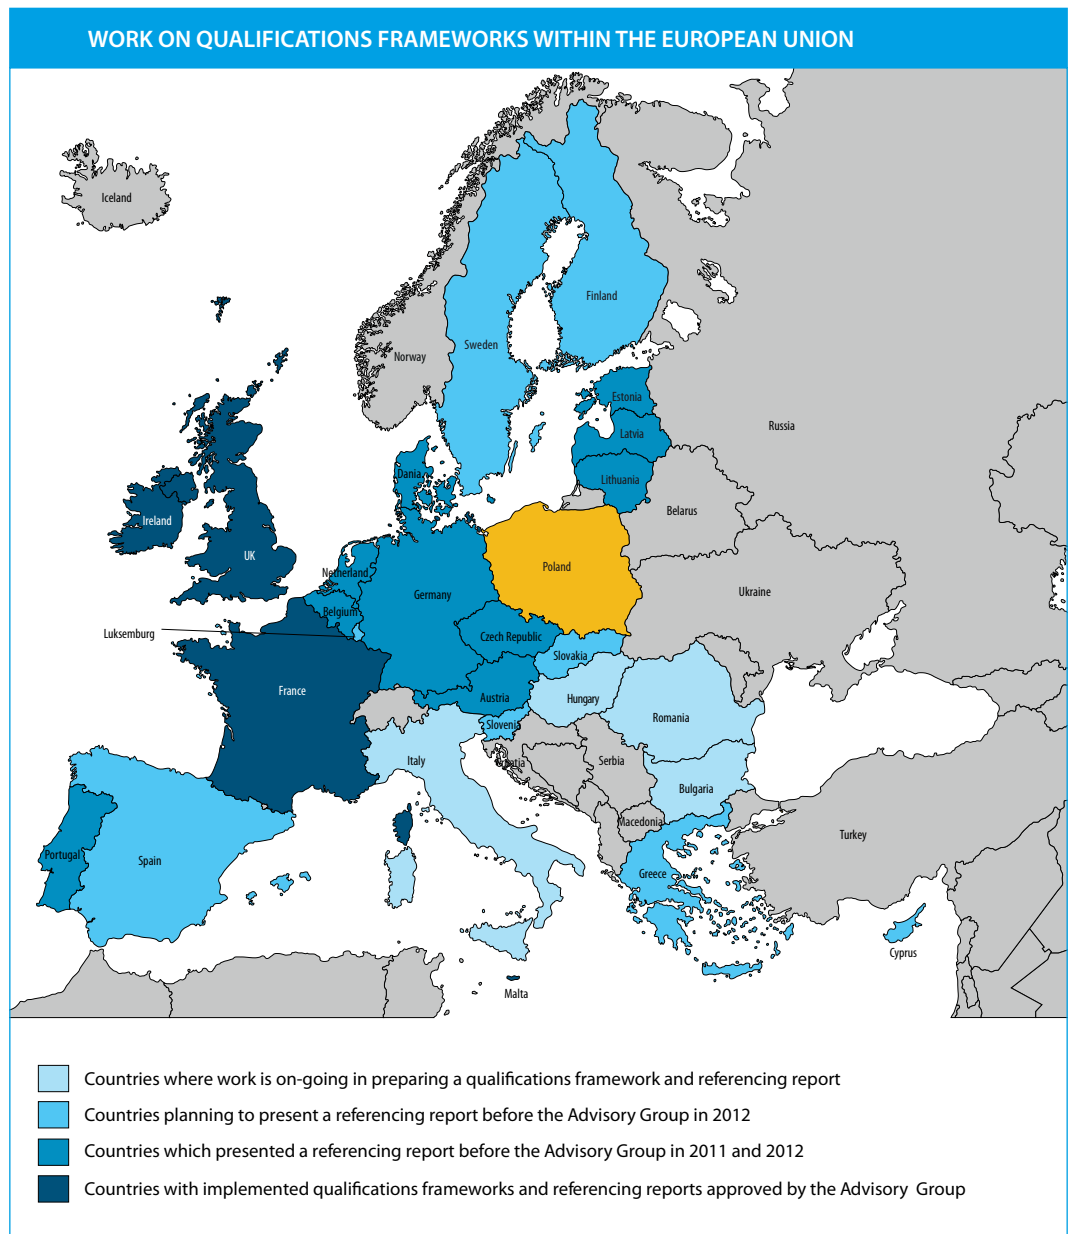 WORK ON QUALIFICATIONS FRAMEWORKS WITHIN THE EUROPEAN UNION
Iceland
Finland
Sweden
Norway
Estonia
Russia
Latvia
Dania
Lithuania
Belarus
Ireland
UK
Poland
Netherland
Germany
Ukraine
Belgium
Luksemburg
Czech Republic
Slovakia
France
Austria
Hungary
Romania
Slovenia
Italy
Croatia
Serbia
Bulgaria
Macedonia
Turkey
Portugal
Spain
Greece
Cyprus
Malta
Countries where work is on-going in preparing a qualifications framework and referencing report
Countries planning to present a referencing report before the Advisory Group in 2012
Countries which presented a referencing report before the Advisory Group in 2011 and 2012
Countries with implemented qualifications frameworks and referencing reports approved by the Advisory Group